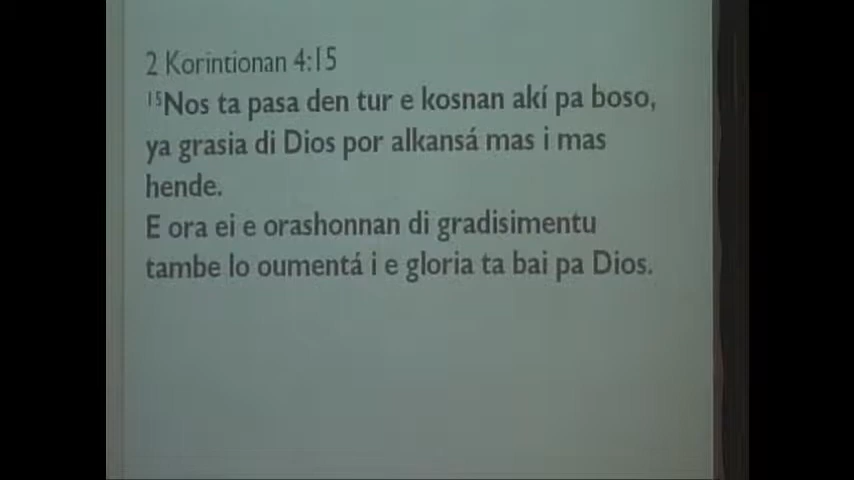 2 Korintionan 4:15
¹⁵Nos ta pasa den tur e kosnan akí pa boso,
ya grasia di Dios por alkansá mas i mas
hende.
E ora ei e orashonnan di gradisimentu
tambe lo oumentá i e gloria ta bai pa Dios.